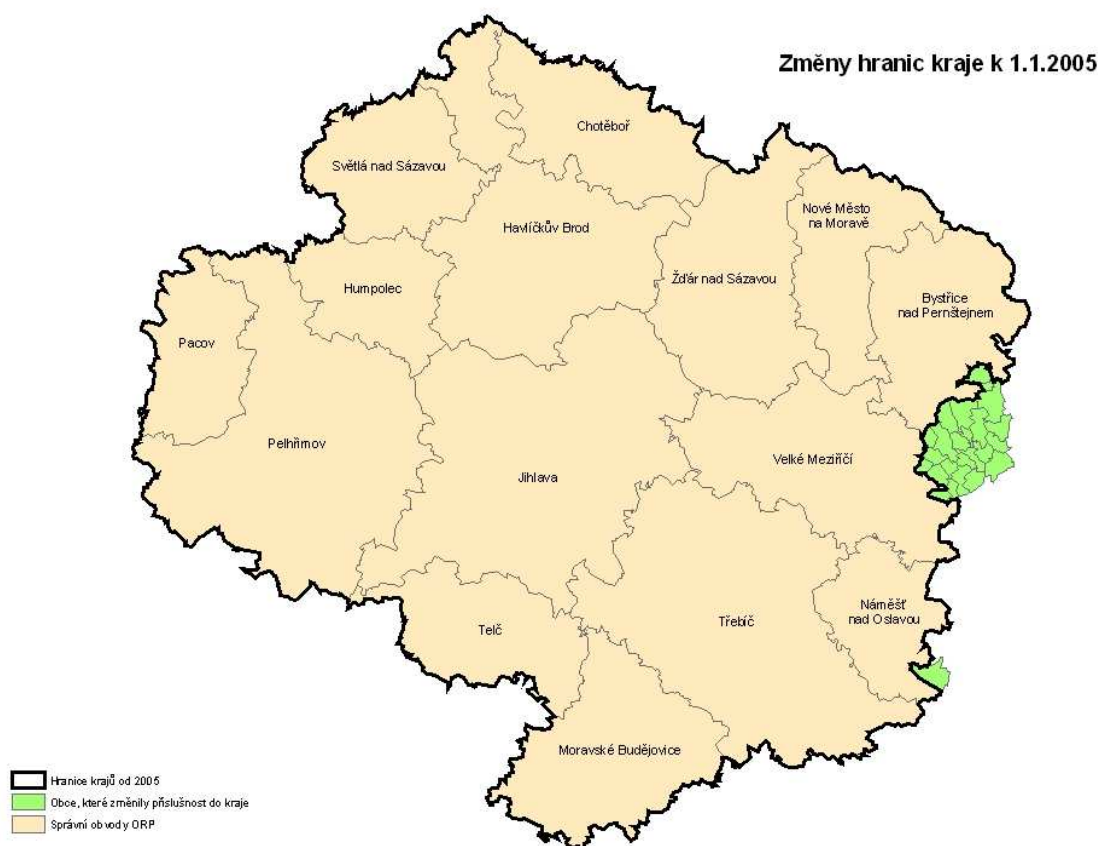 Změny hranic kraje k 1.1.2005
Chotěboř
Světlá nad Sázavou
Havlíčkův Brod
Nové Město
na Moravě
Žďár nad Sázavou
Humpolec
Bystřice
nad Pernštejnem
Pacov
Pelhřimov
Velké Meziříčí
Jihlava
Náměšť
nad Oslavou
Třebíč
Telč
Moravské Budějovice
Hranice krajů od 2005
Obce, které změnily příslušnost do kraje
Správní obvody ORP